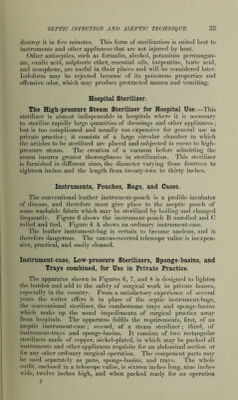 SEPTIC INFECTION AND ASEPTIC TECHNIQUE 33
destroy it in five minutes. This form of sterilization is suited best to
instruments and other appliances that are not injured by heat.
Other antiseptics, such as formalin, alcohol, potassium permangan-
ate, oxalic acid, sulphuric ether, essential oils, turpentine, boric acid,
and nosophene, are useful in their places and will be considered later.
Iodoform may be rejected because of its poisonous properties and
offensive odor, which may produce protracted nausea and vomiting.
Hospital Sterilizer.
The High-pressure Steam Sterilizer for Hospital Use.—This
sterilizer is almost indispensable in hospitals where it is necessary
to sterilize rapidly large quantities of dressings and other appliances;
but is too complicated and usually too expensive for general use in
private practice; it consists of a large circular chamber in which
the articles to be sterilized are placed and subjected in vacuo to high-
pressure steam. The creation of a vacuum before admitting the
steam insures greater thoroughness in sterilization. This sterilizer
is furnished in different sizes, the diameter varying from fourteen to
eighteen inches and the length from twenty-two to thirty inches.
Instruments, Pouches, Bags, and Cases.
The conventional leather instrument-pouch is a prolific incubator
of disease, and therefore must give place to the aseptic pouch of
some washable fabric which may be sterilized by boiling and changed
frequently. Figure 6 shows the instrument-pouch B unrolled and C
rolled and tied. Figure 6 A shows an ordinary instrument-case.
The leather instrument-bag is certain to become unclean, and is
therefore dangerous. The canvas-covered telescope valise is inexpen-
sive, practical, and easily cleaned.
Instrument-case, Low-pressure Sterilizers, Sponge-basins, and
Trays combined, for Use in Private Practice.
The apparatus shown in Figures 6, 7, and 8 is designed to lighten
the burden and add to the safety of surgical work in private houses,
especially in the country. From a satisfactory experience of several
years the writer offers it in place of the septic instrument-bags,
the conventional sterilizer, the cumbersome trays and sponge-basins
which make up the usual impedimenta of surgical practice away
from hospitals. The apparatus fulfils the requirements, first, of an
aseptic instrument-case; second, of a steam sterilizer; third, of
instrument-trays and sponge-basins. It consists of two rectangular
sterilizers made of copper, nickel-plated, in which may be packed all
instruments and other appliances requisite for an abdominal section or
for any other ordinary surgical operation. The component parts may
be used separately as pans, sponge-basins, and trays. The whole
outfit, enclosed in a telescope valise, is sixteen inches long, nine inches
wide, twelve inches high, and when packed ready for an operation